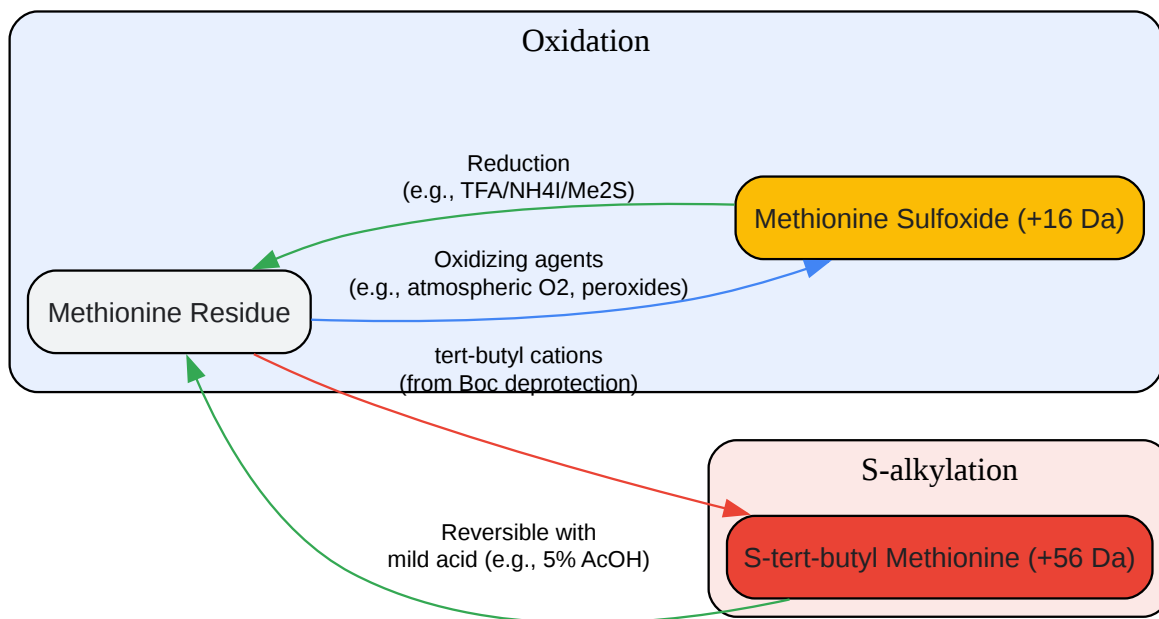 Oxidation
Reduction
(e.g., TFA/NH4I/Me2S)
Methionine Sulfoxide (+16 Da)
Oxidizing agents
(e.g., atmospheric O2, peroxides)
Methionine Residue
tert-butyl cations
(from Boc deprotection)
S-alkylation
Reversible with
mild acid (e.g., 5% AcOH)
S-tert-butyl Methionine (+56 Da)